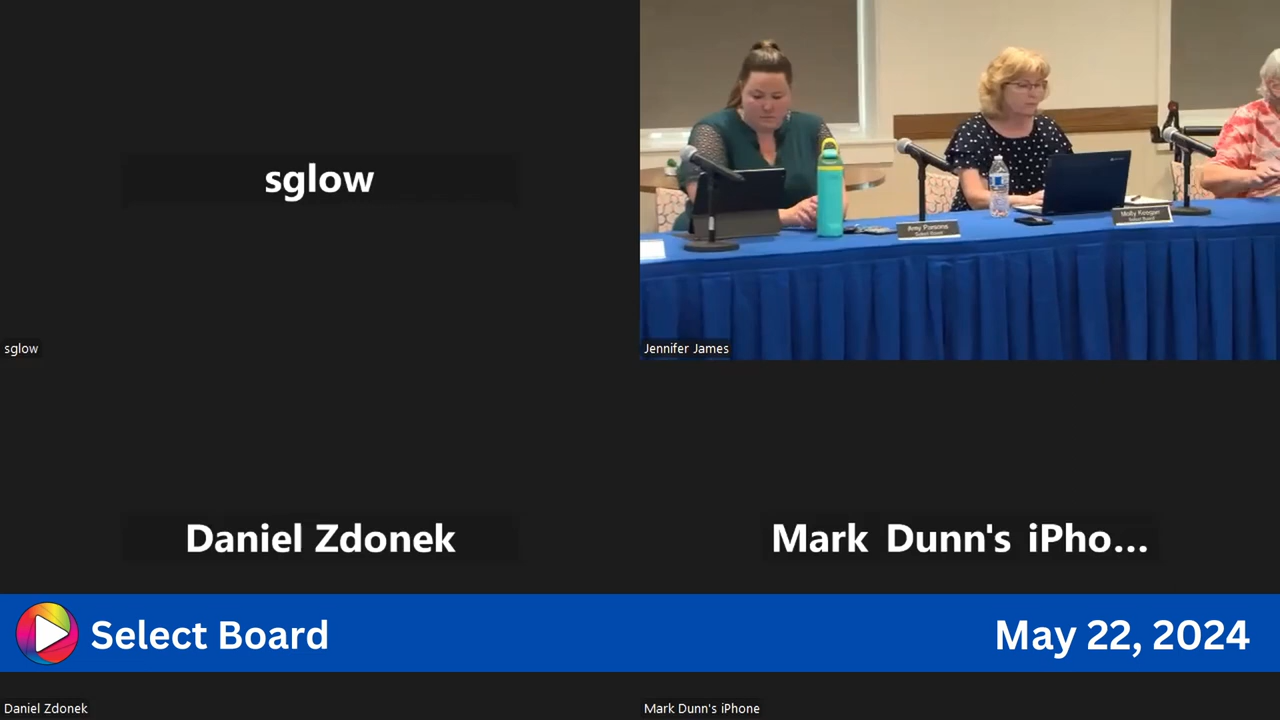 sglow
sglow
Amy Parsons
Select Board
Molly Keegan
Select Board
Jennifer James
Daniel Zdonek
Mark Dunn's iPho...
Select Board
May 22, 2024
Daniel Zdonek
Mark Dunn's iPhone